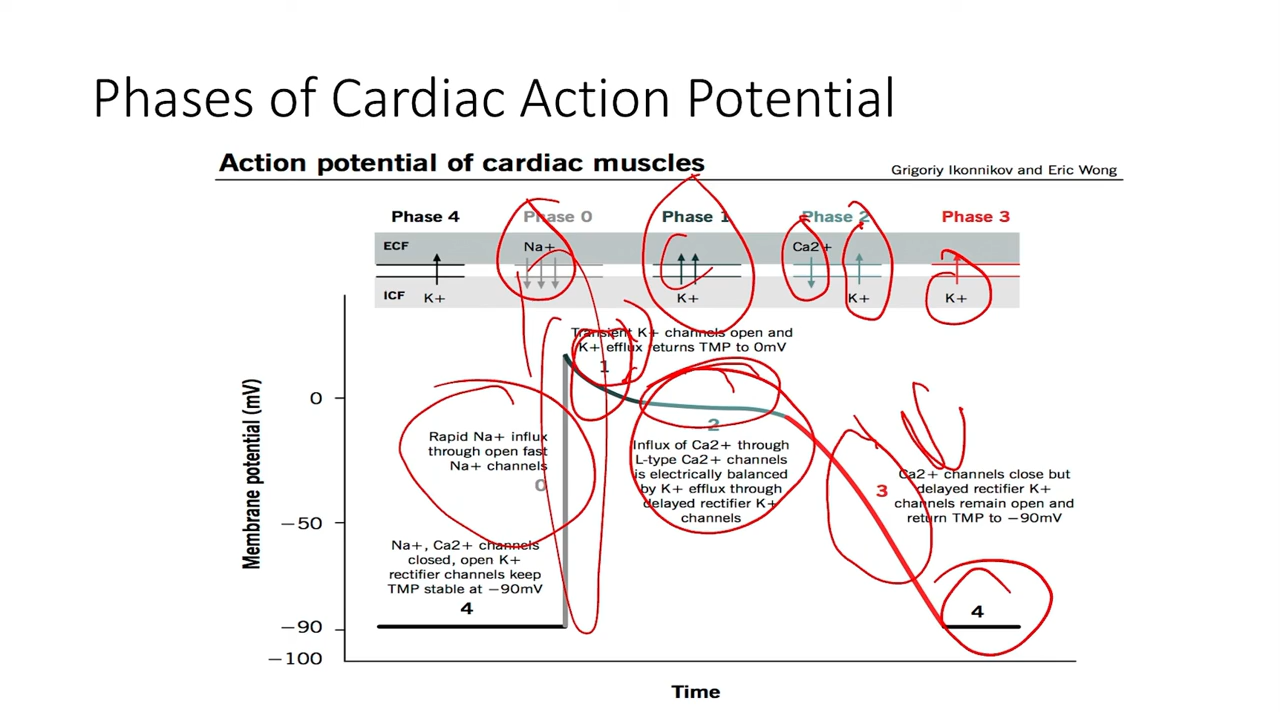 Phases of Cardiac Action Potential
Action potential of cardiac muscles
Grigoriy Ikonnikov and Eric Wong
Phase 4
Phase 0
Phase 1
Phase 2
Phase 3
ECF
Na+
Ca2+
ICF
K+
K+
K+
K+
Transient K+ channels open and
K+ efflux returns TMP to 0mV
1
Membrane potential (mV)
0
−50
−90
−100
Rapid Na+ influx
through open fast
Na+ channels
0
2
Influx of Ca2+ through
L-type Ca2+ channels
is electrically balanced
by K+ efflux through
delayed rectifier K+
channels
3
Ca2+ channels close but
delayed rectifier K+
channels remain open and
return TMP to −90mV
Na+, Ca2+ channels
closed, open K+
rectifier channels keep
TMP stable at −90mV
4
4
Time